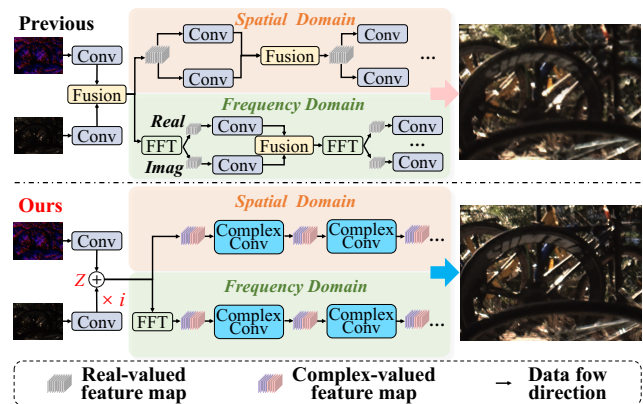 Previous
Spatial Domain
Conv
Conv
Conv
Conv
Fusion
Conv
Conv
...
Fusion
Conv
Frequency Domain
Real
FFT
Imag
Conv
Conv
Fusion
FFT
Conv
...
Conv
Ours
Spatial Domain
Conv
Complex
Conv
Complex
Conv
...
Z
+
× i
Conv
Frequency Domain
FFT
Complex
Conv
Complex
Conv
...
Real-valued
feature map
Complex-valued
feature map
Data fow
direction